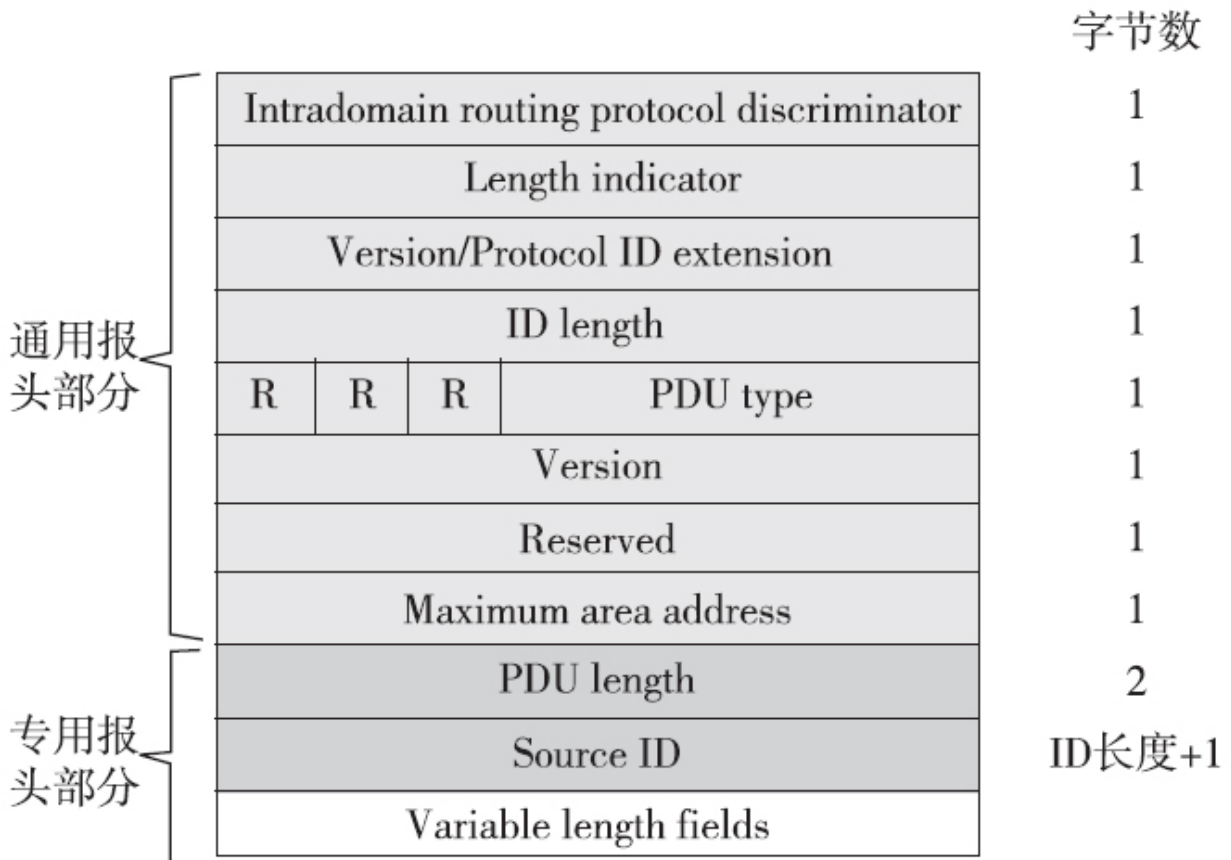 字节数
Intradomain routing protocol discriminator 1
Length indicator 1
Version/Protocol ID extension 1
ID length 1
通用报
头部分
R R R PDU type 1
Version 1
Reserved 1
Maximum area address 1
PDU length 2
专用报
头部分
Source ID ID长度+1
Variable length fields